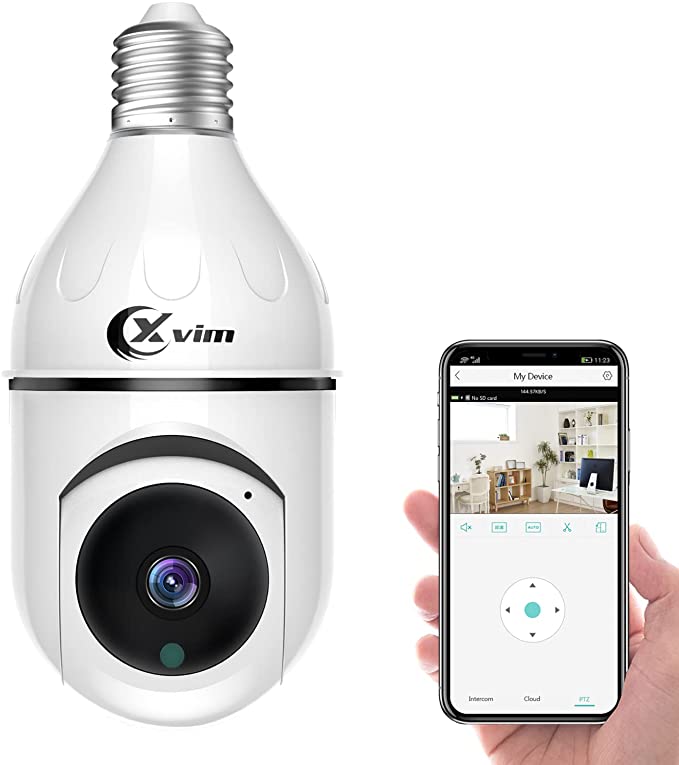 Xvim
11:23
My Device
144.57KB/S
No SD card
AUTO
Intercom Cloud PTZ